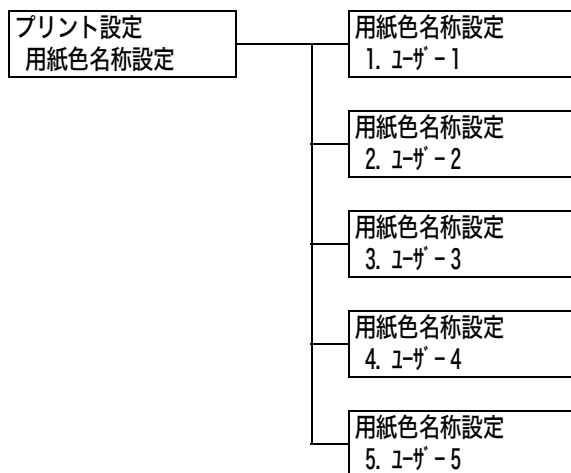 プリント設定
用紙色名称設定
用紙色名称設定
1. ﾕｰｻﾞｰ1
用紙色名称設定
2. ﾕｰｻﾞｰ2
用紙色名称設定
3. ﾕｰｻﾞｰ3
用紙色名称設定
4. ﾕｰｻﾞｰ4
用紙色名称設定
5. ﾕｰｻﾞｰ5